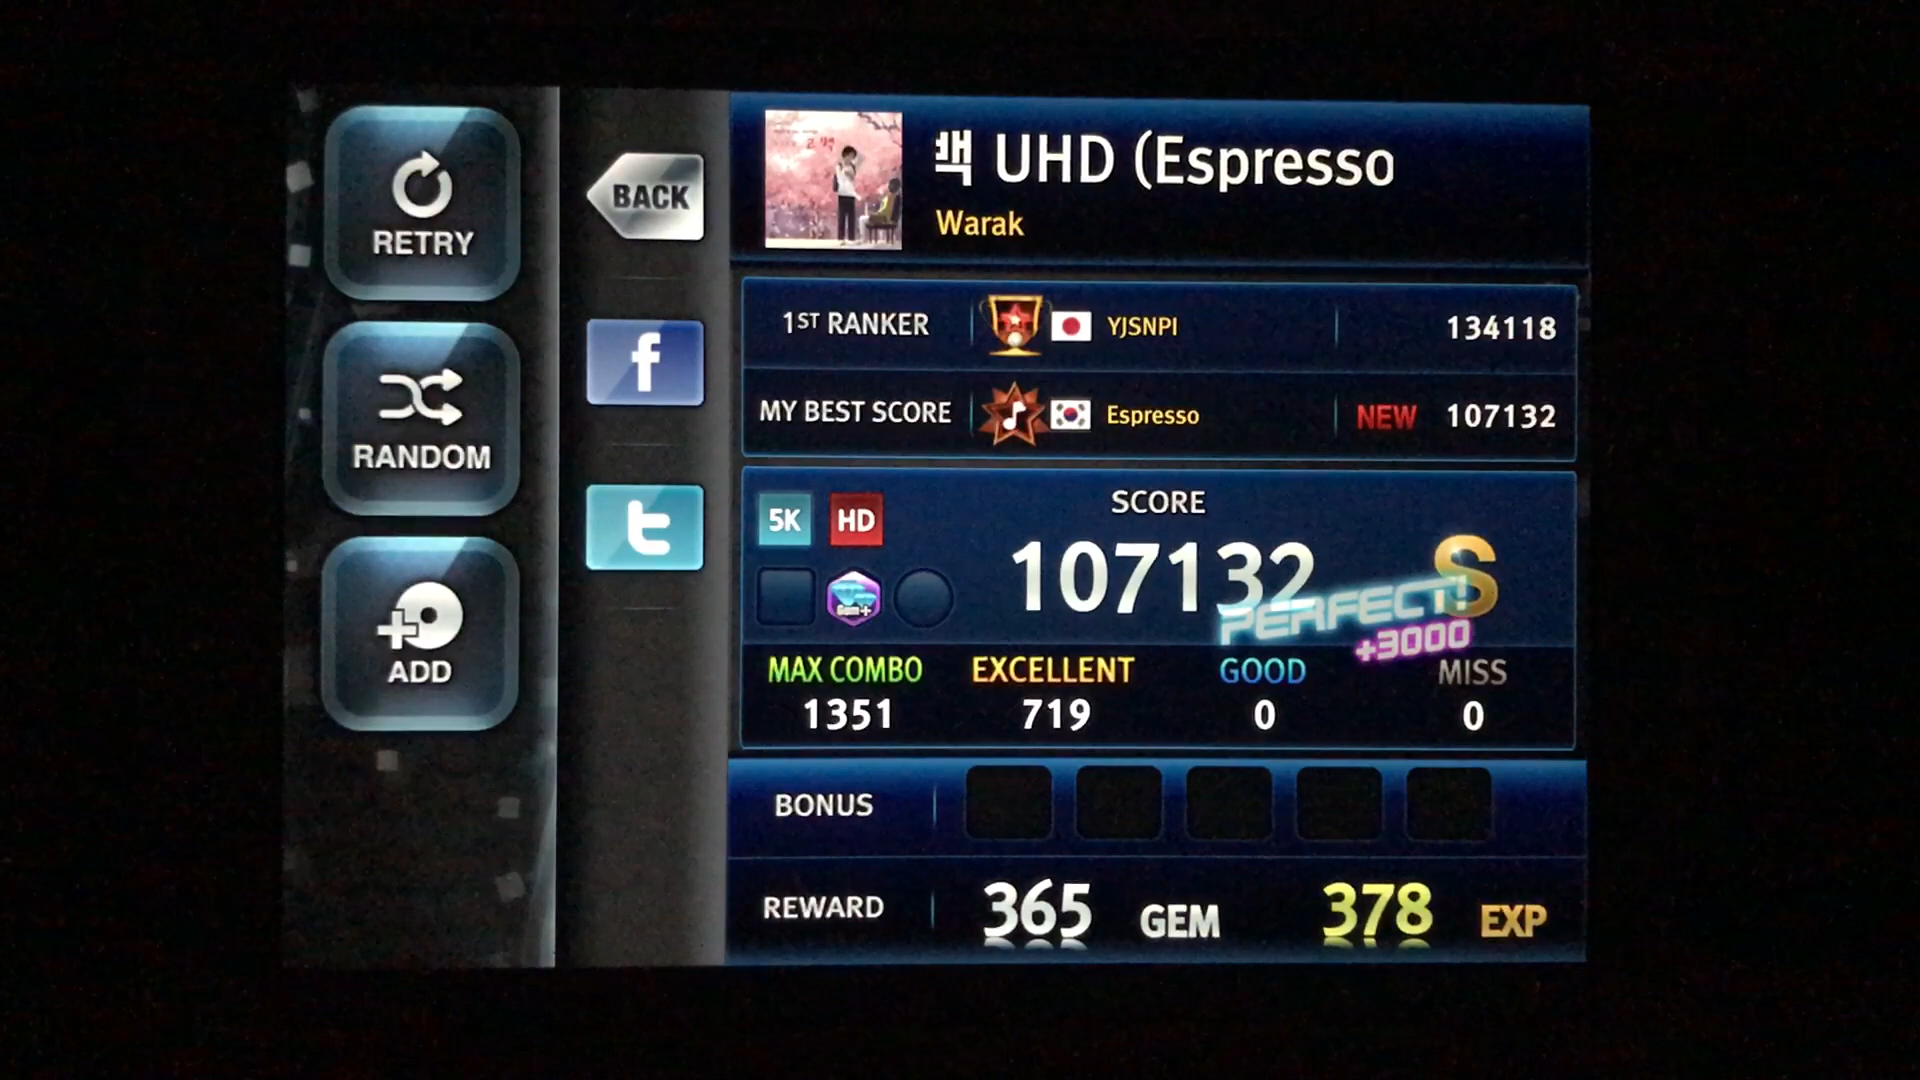 RETRY
RANDOM
ADD
BACK
f
t
백 UHD (Espresso
Warak
1ST RANKER YJSNPI 134118
MY BEST SCORE Espresso NEW 107132
5K HD
Gem+
SCORE
107132 S
PERFECT!
+3000
MAX COMBO EXCELLENT GOOD MISS
1351 719 0 0
BONUS
REWARD 365 GEM 378 EXP